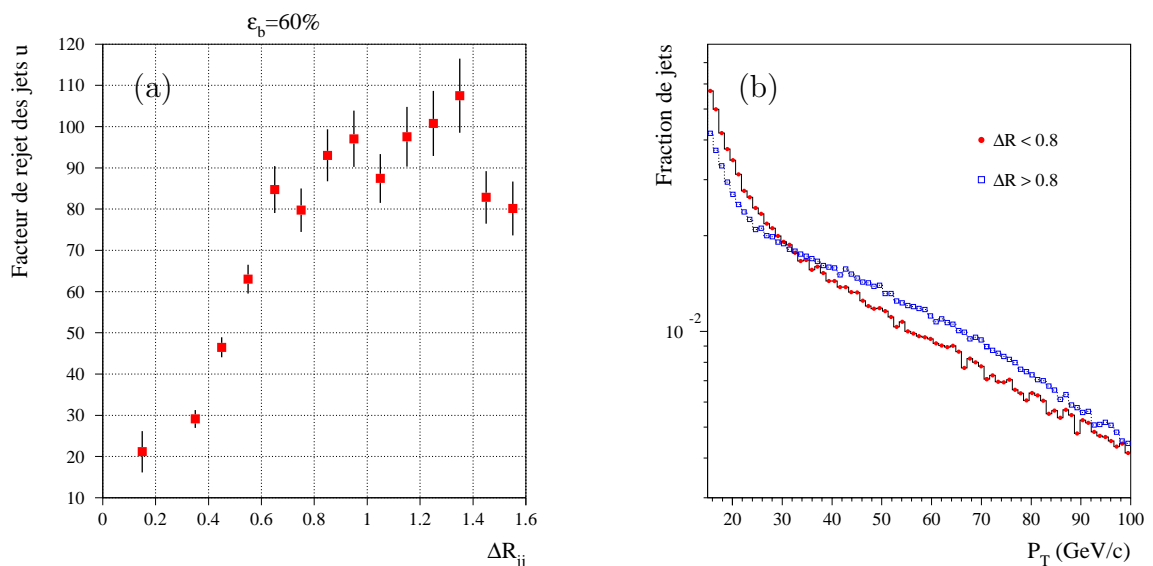 ε_b=60%
Facteur de rejet des jets u
(a)
120
110
100
90
80
70
60
50
40
30
20
10
0 0.2 0.4 0.6 0.8 1 1.2 1.4 1.6
ΔR_jj
Fraction de jets
(b)
ΔR < 0.8
ΔR > 0.8
10^-2
20 30 40 50 60 70 80 90 100
P_T (GeV/c)